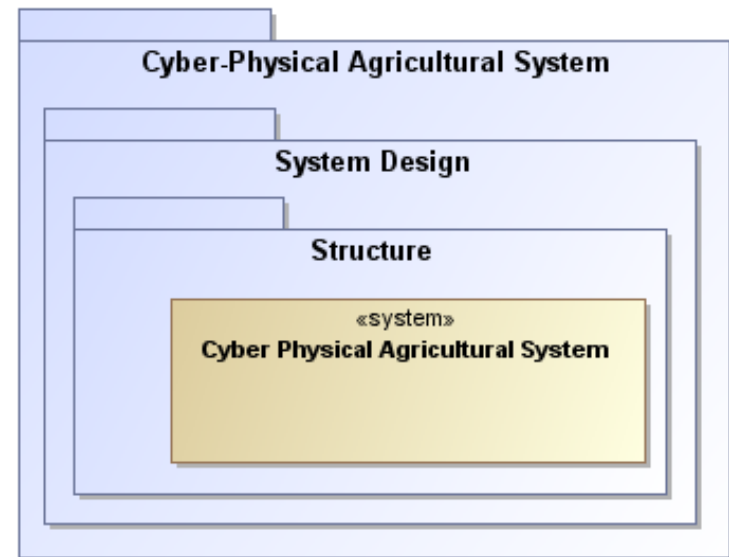 Cyber-Physical Agricultural System
System Design
Structure
«system»
Cyber Physical Agricultural System